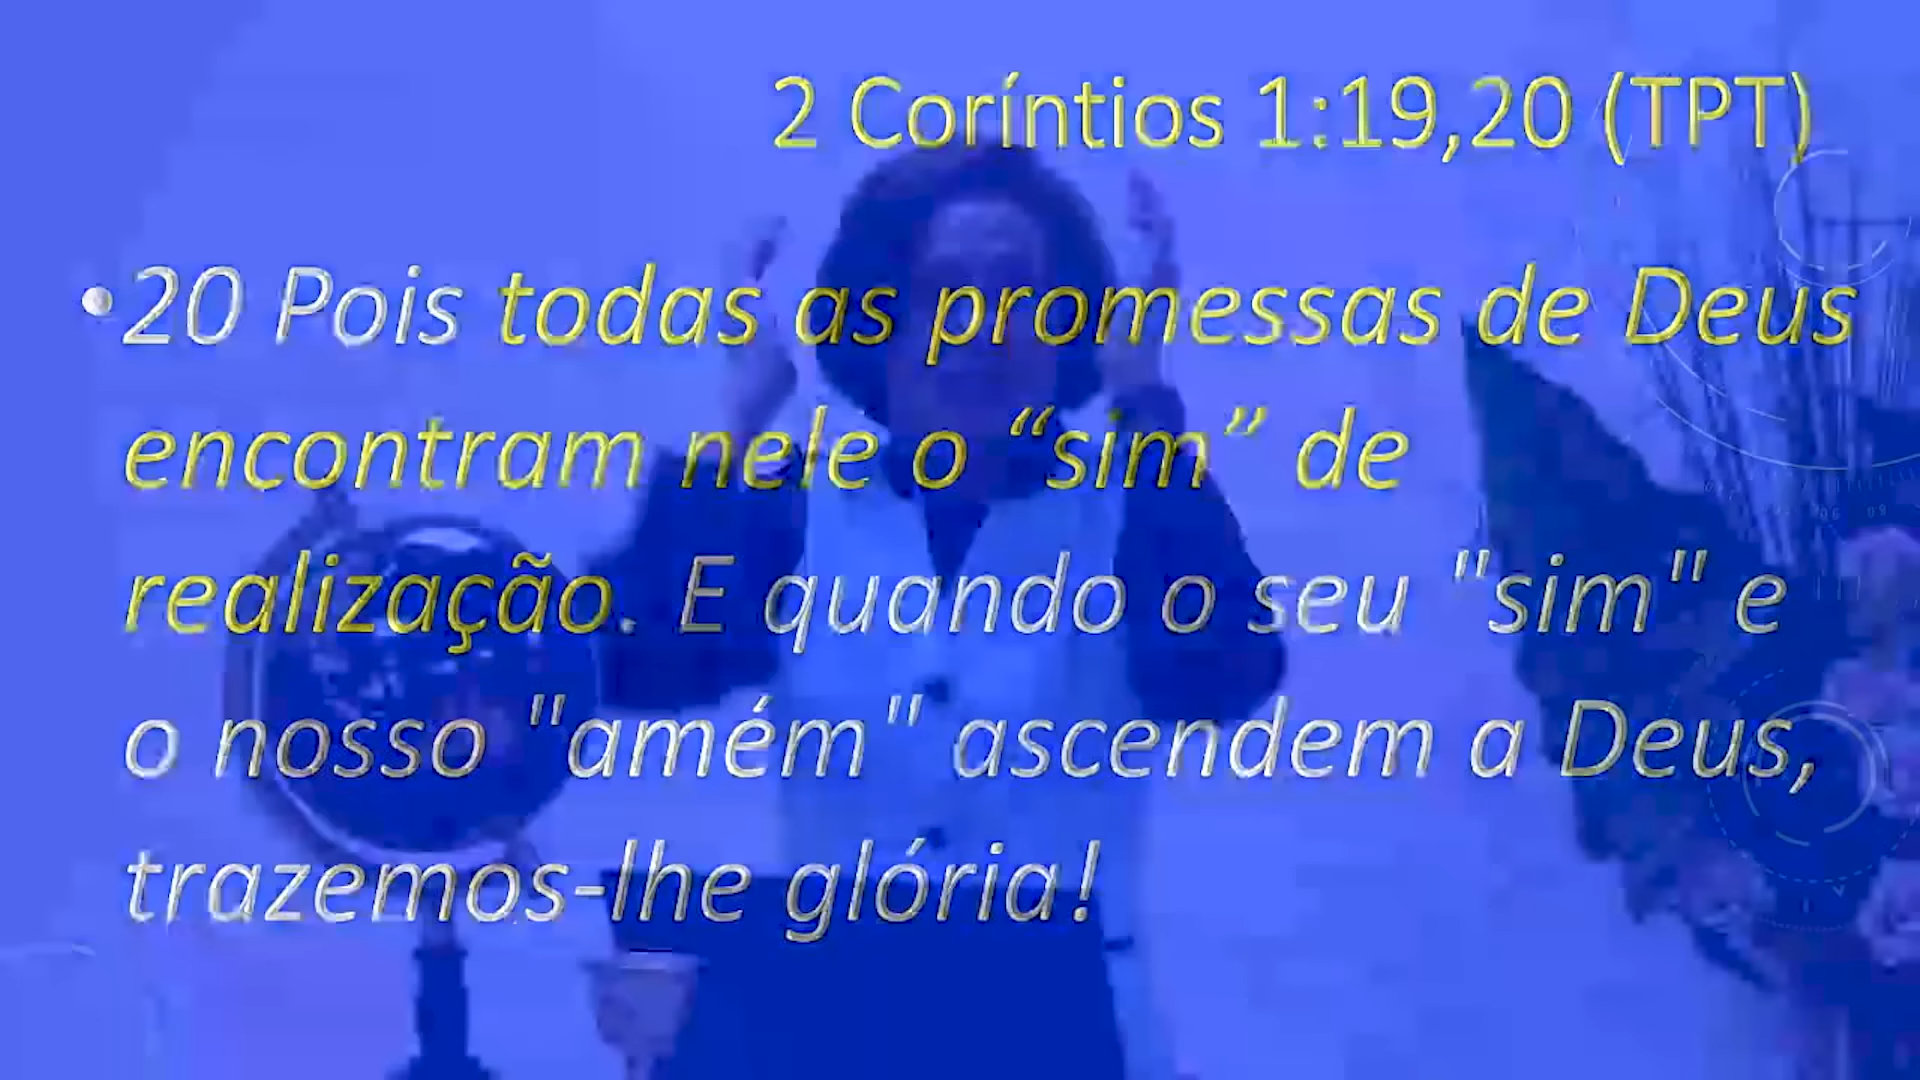 2 Coríntios 1:19,20 (TPT)
•20 Pois todas as promessas de Deus
encontram nele o “sim” de
realização. E quando o seu "sim" e
o nosso "amém" ascendem a Deus,
trazemos-lhe glória!